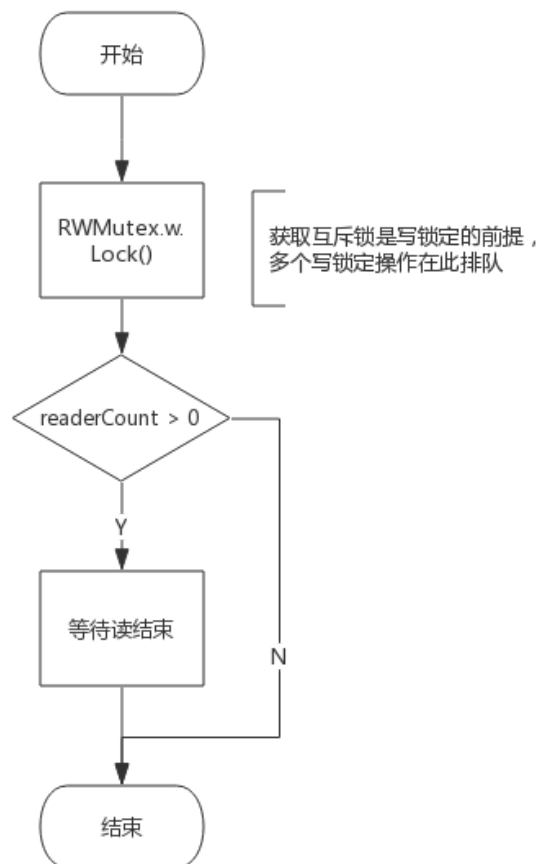 开始
RWMutex.w.
Lock()
获取互斥锁是写锁定的前提，
多个写锁定操作在此排队
readerCount > 0
Y
等待读结束
N
结束